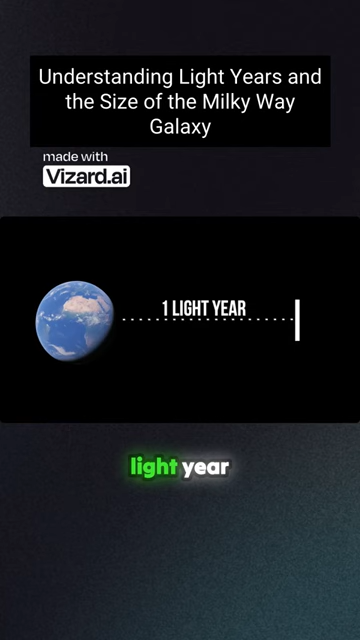 Understanding Light Years and
the Size of the Milky Way
Galaxy
made with
Vizard.ai
1 LIGHT YEAR
light year